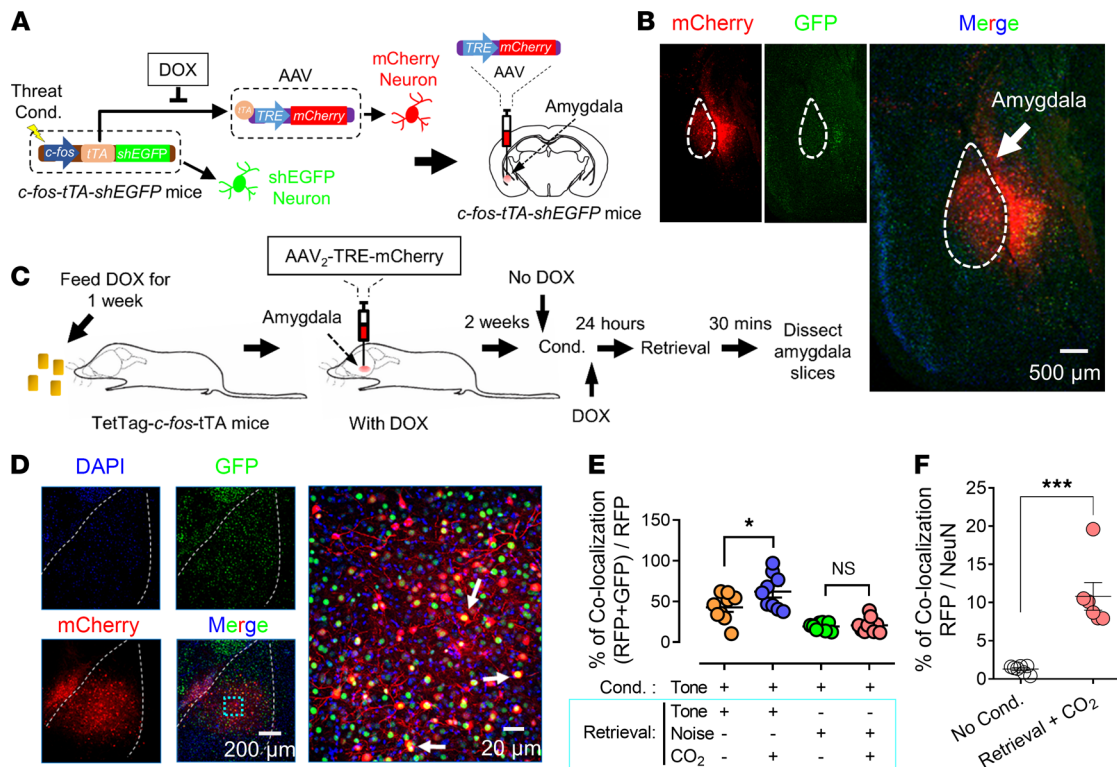 A
DOX
Threat
Cond.
c-fos
tTA
shEGFP
c-fos-tTA-shEGFP mice
shEGFP
Neuron
AAV
tTA
TRE
mCherry
mCherry
Neuron
TRE
mCherry
AAV
Amygdala
c-fos-tTA-shEGFP mice
B
mCherry
GFP
Merge
Amygdala
500 µm
C
Feed DOX for
1 week
TetTag-c-fos-tTA mice
AAV2-TRE-mCherry
Amygdala
With DOX
2 weeks
No DOX
Cond.
DOX
24 hours
Retrieval
30 mins
Dissect
amygdala
slices
D
DAPI
GFP
mCherry
Merge
200 µm
20 µm
E
% of Co-localization
(RFP+GFP) / RFP
150
100
50
0
*
NS
Cond. : Tone + + + +
Retrieval:
Tone + + - -
Noise - - + +
CO2 - + - +
F
% of Co-localization
RFP / NeuN
25
20
15
10
5
0
***
No Cond.
Retrieval + CO2